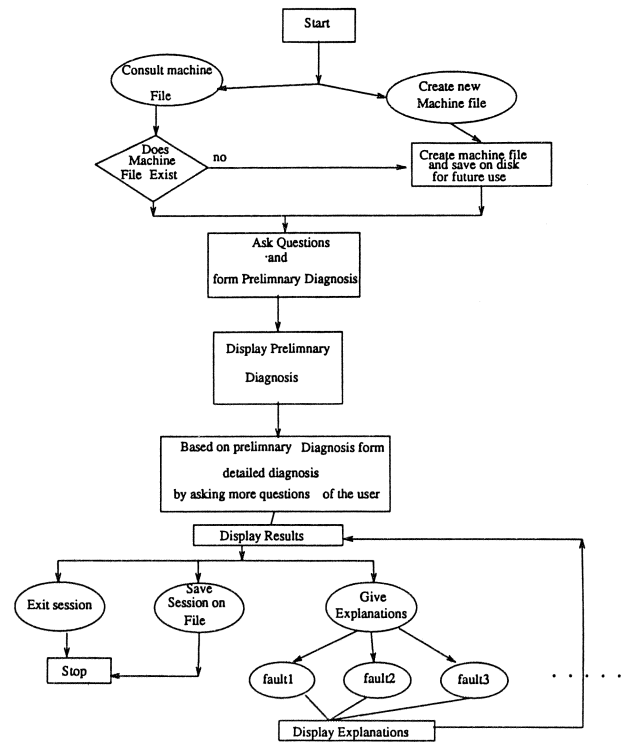 Start
Consult machine
File
Create new
Machine file
Does
Machine
File Exist
no
Create machine file
and save on disk
for future use
Ask Questions
and
form Prelimnary Diagnosis
Display Prelimnary
Diagnosis
Based on prelimnary Diagnosis form
detailed diagnosis
by asking more questions of the user
Display Results
Exit session
Save
Session on
File
Give
Explanations
Stop
fault1
fault2
fault3
. . . . .
Display Explanations